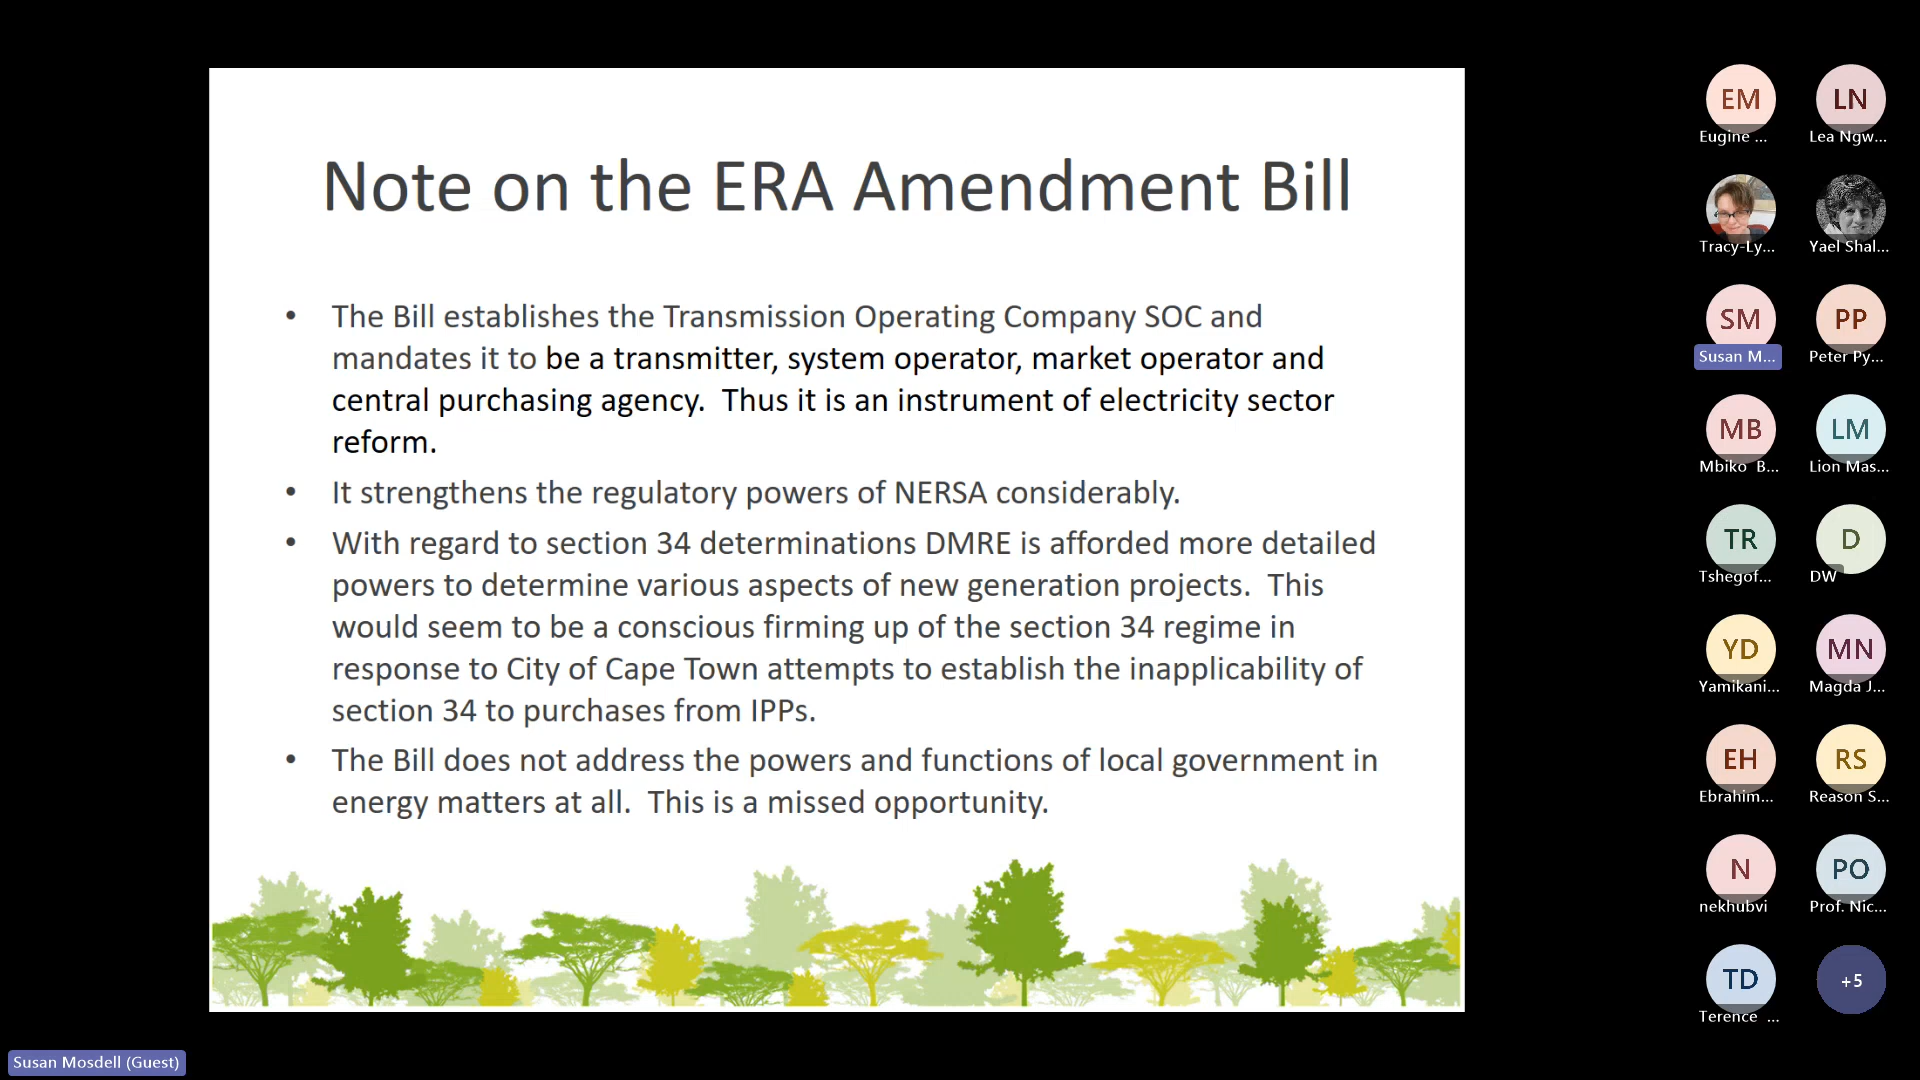 Note on the ERA Amendment Bill
• The Bill establishes the Transmission Operating Company SOC and
mandates it to be a transmitter, system operator, market operator and
central purchasing agency.  Thus it is an instrument of electricity sector
reform.
• It strengthens the regulatory powers of NERSA considerably.
• With regard to section 34 determinations DMRE is afforded more detailed
powers to determine various aspects of new generation projects.  This
would seem to be a conscious firming up of the section 34 regime in
response to City of Cape Town attempts to establish the inapplicability of
section 34 to purchases from IPPs.
• The Bill does not address the powers and functions of local government in
energy matters at all.  This is a missed opportunity.
EM
Eugine ...
LN
Lea Ngw...
Tracy-Ly...
Yael Shal...
SM
Susan M...
PP
Peter Py...
MB
Mbiko B...
LM
Lion Mas...
TR
Tshegof...
D
DW
YD
Yamikani...
MN
Magda J...
EH
Ebrahim...
RS
Reason S...
N
nekhubvi
PO
Prof. Nic...
TD
Terence ...
+5
Susan Mosdell (Guest)